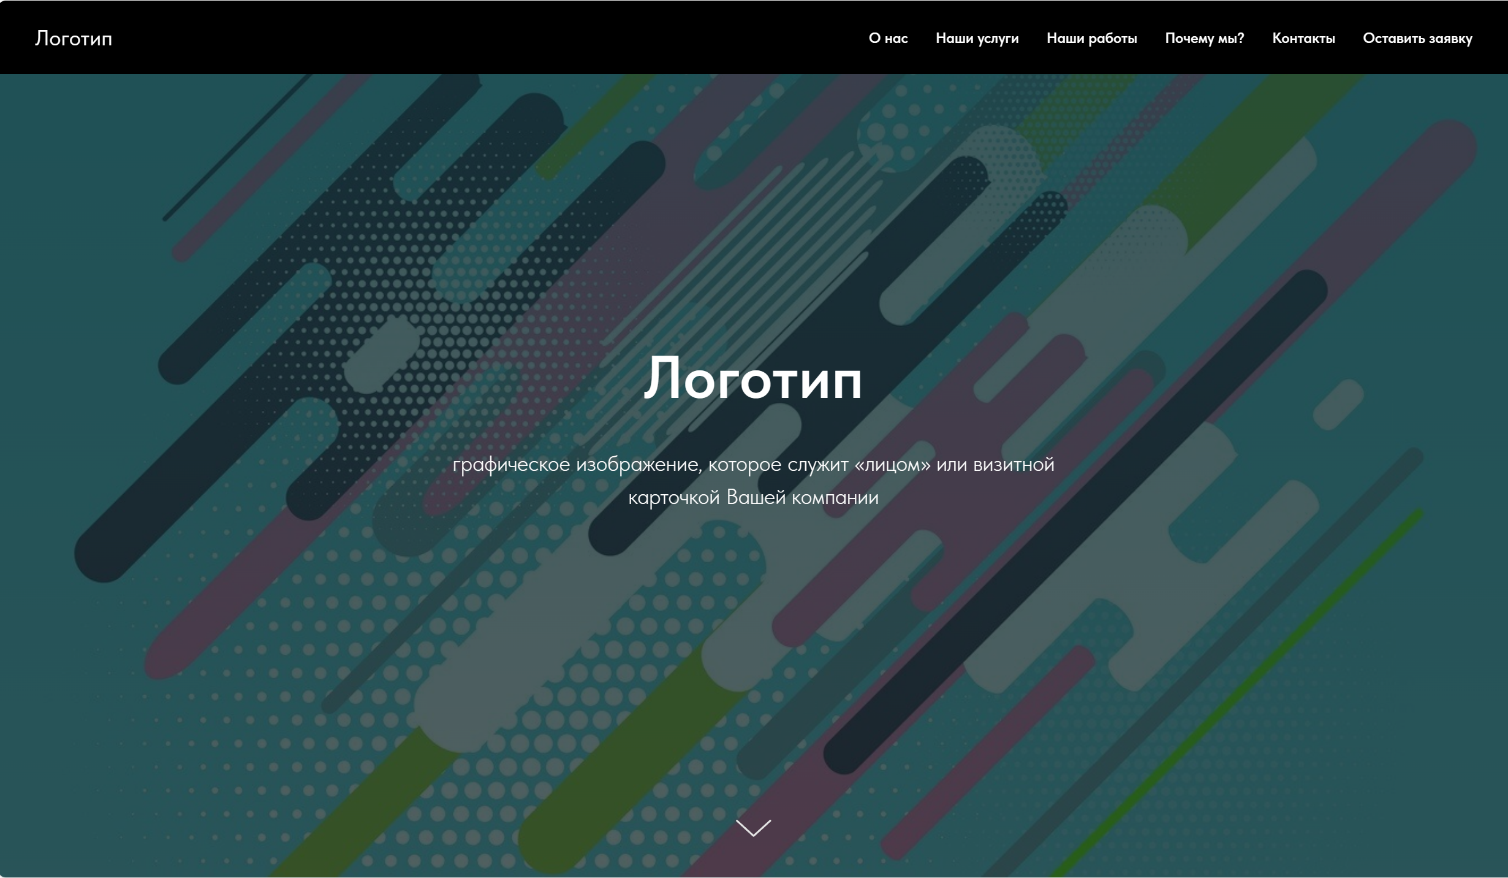 Логотип
О нас Наши услуги Наши работы Почему мы? Контакты Оставить заявку
Логотип
графическое изображение, которое служит «лицом» или визитной
карточкой Вашей компании